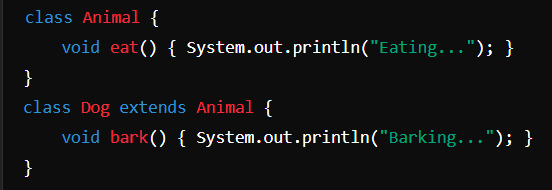 class Animal {
    void eat() { System.out.println("Eating..."); }
}
class Dog extends Animal {
    void bark() { System.out.println("Barking..."); }
}